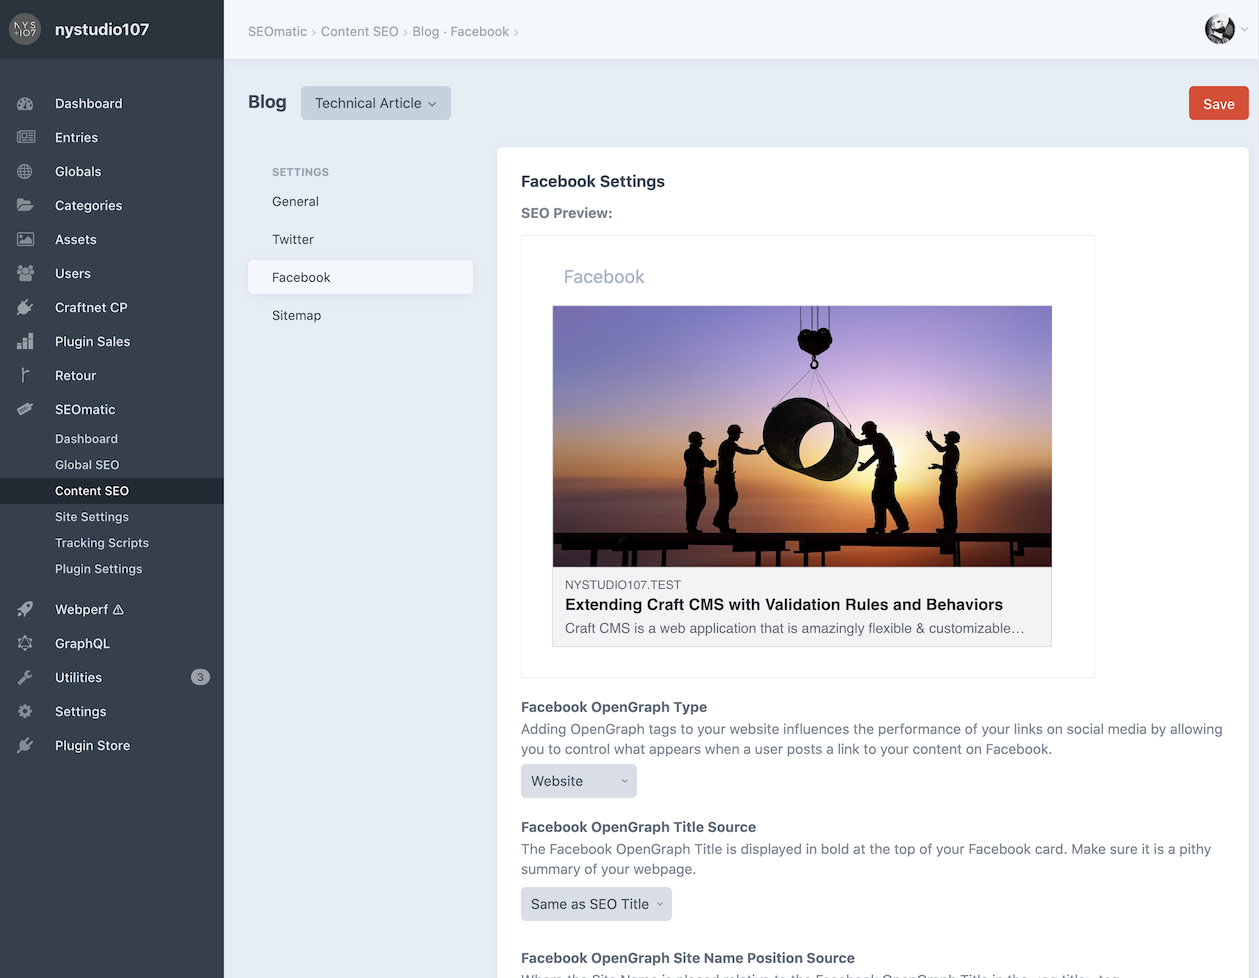 NYS
+107
nystudio107
SEOmatic › Content SEO › Blog · Facebook ›
Dashboard
Entries
Globals
Categories
Assets
Users
Craftnet CP
Plugin Sales
Retour
SEOmatic
Dashboard
Global SEO
Content SEO
Site Settings
Tracking Scripts
Plugin Settings
Webperf
GraphQL
Utilities 3
Settings
Plugin Store
Blog Technical Article
Save
SETTINGS
General
Twitter
Facebook
Sitemap
Facebook Settings
SEO Preview:
Facebook
NYSTUDIO107.TEST
Extending Craft CMS with Validation Rules and Behaviors
Craft CMS is a web application that is amazingly flexible & customizable…
Facebook OpenGraph Type
Adding OpenGraph tags to your website influences the performance of your links on social media by allowing
you to control what appears when a user posts a link to your content on Facebook.
Website
Facebook OpenGraph Title Source
The Facebook OpenGraph Title is displayed in bold at the top of your Facebook card. Make sure it is a pithy
summary of your webpage.
Same as SEO Title
Facebook OpenGraph Site Name Position Source